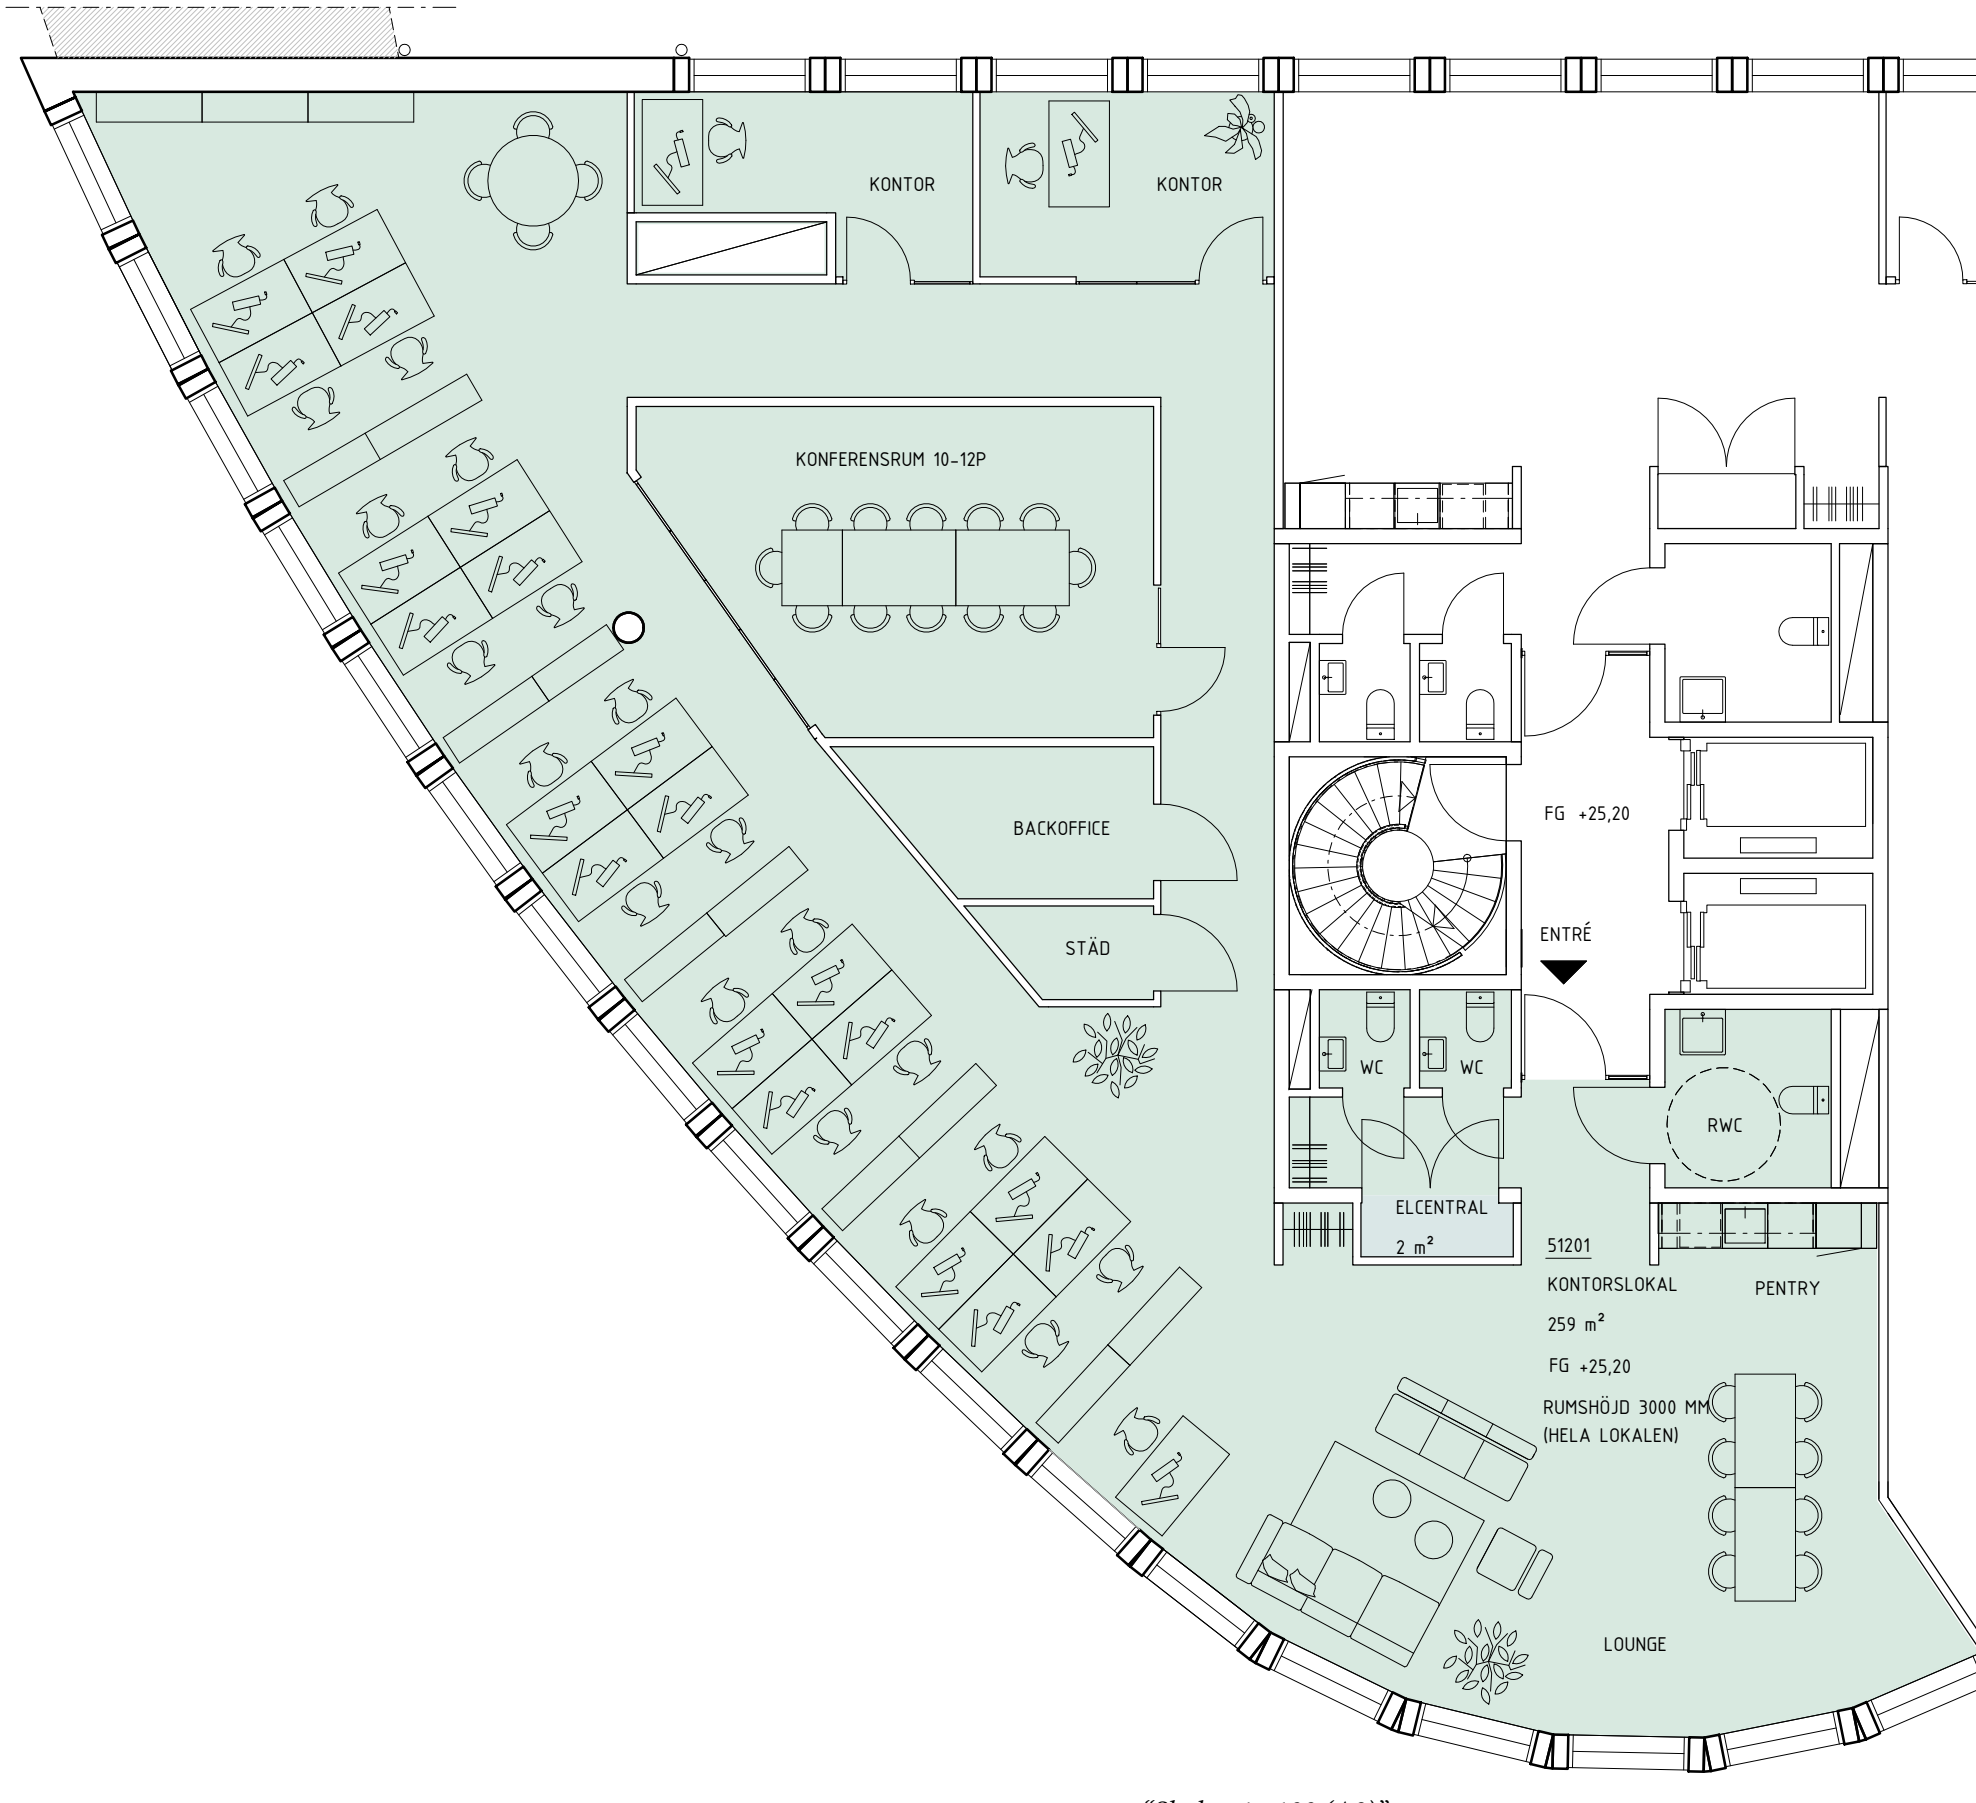 KONTOR
KONTOR
KONFERENSRUM 10-12P
BACKOFFICE
FG +25,20
ENTRÉ
STÄD
WC
WC
RWC
ELCENTRAL
2 m²
51201
KONTORSLOKAL
259 m²
FG +25,20
RUMSHÖJD 3000 MM
(HELA LOKALEN)
PENTRY
LOUNGE